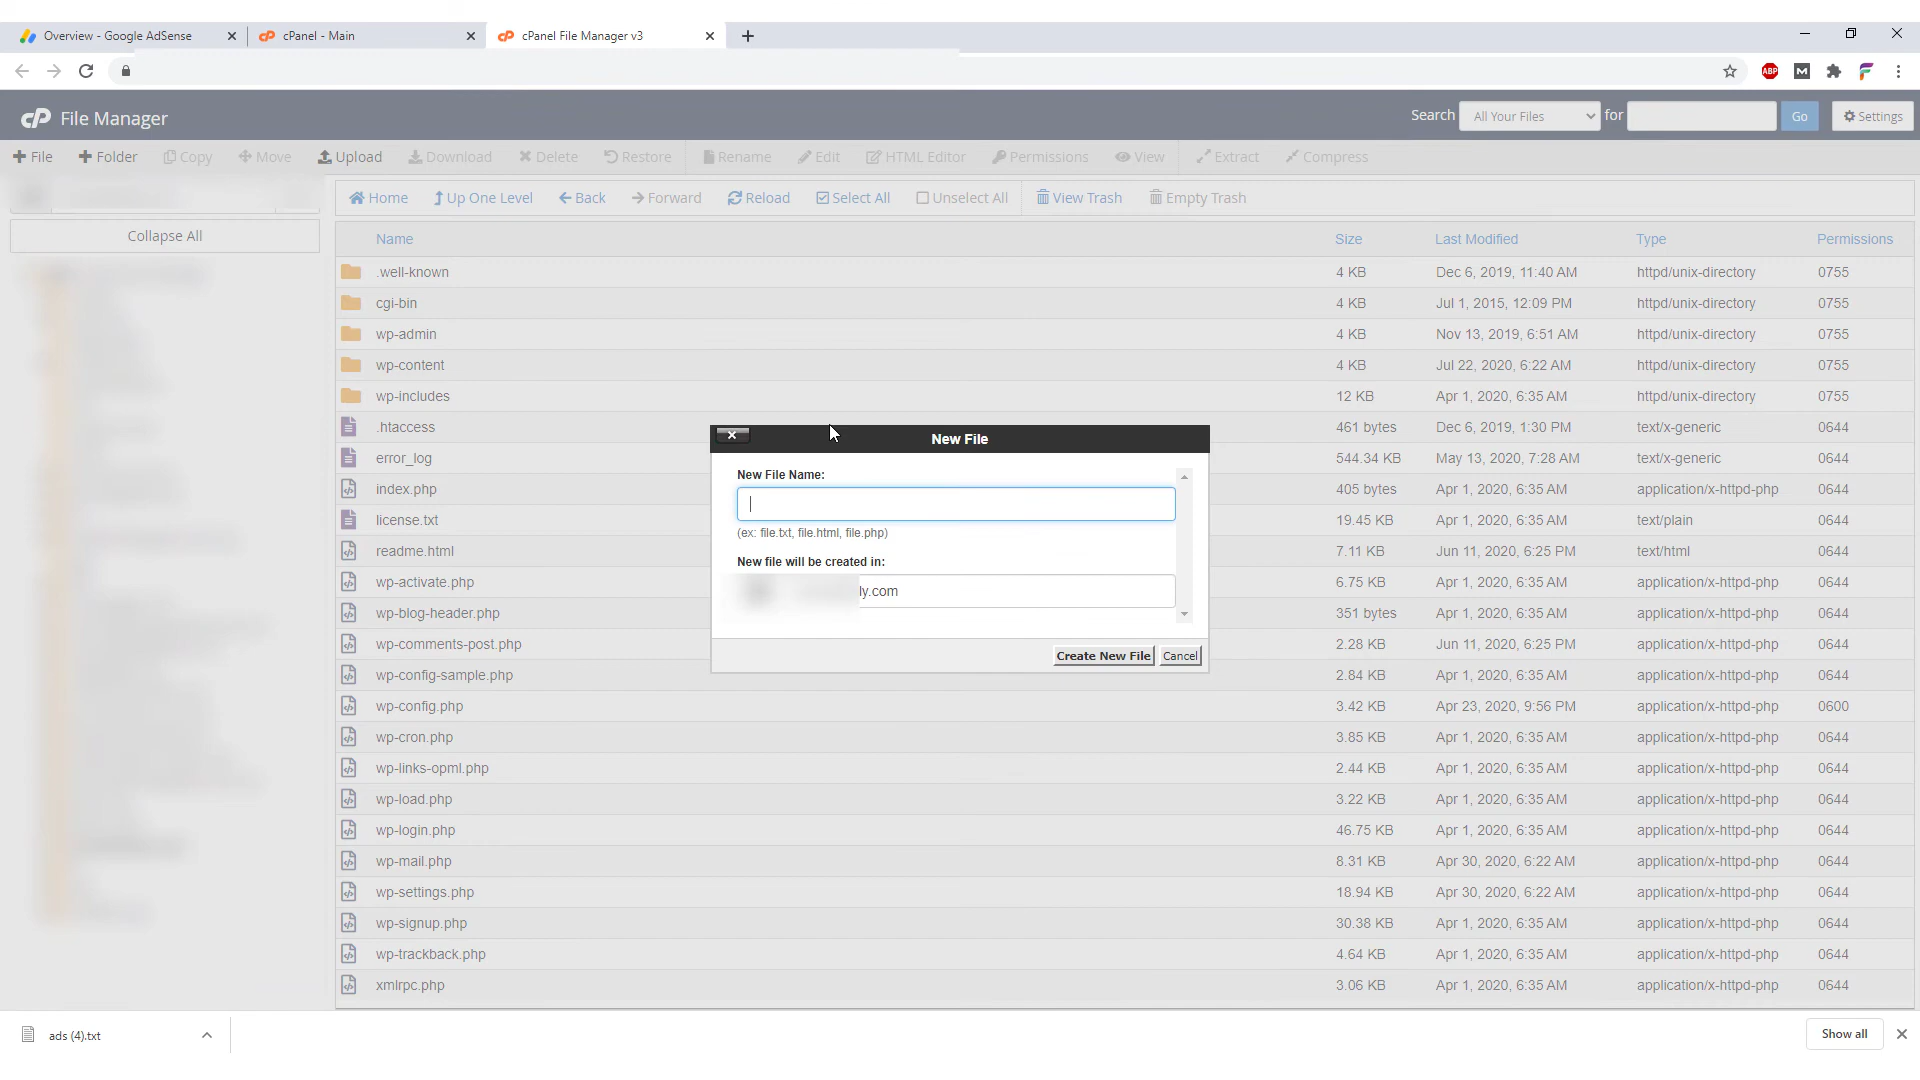 Overview - Google AdSense
cPanel - Main
cPanel File Manager v3
ABP
M
cP File Manager
Search All Your Files for Go Settings
File Folder Copy Move Upload Download Delete Restore Rename Edit HTML Editor Permissions View Extract Compress
Home Up One Level Back Forward Reload Select All Unselect All View Trash Empty Trash
Collapse All
Name Size Last Modified Type Permissions
.well-known 4 KB Dec 6, 2019, 11:40 AM httpd/unix-directory 0755
cgi-bin 4 KB Jul 1, 2015, 12:09 PM httpd/unix-directory 0755
wp-admin 4 KB Nov 13, 2019, 6:51 AM httpd/unix-directory 0755
wp-content 4 KB Jul 22, 2020, 6:22 AM httpd/unix-directory 0755
wp-includes 12 KB Apr 1, 2020, 6:35 AM httpd/unix-directory 0755
.htaccess 461 bytes Dec 6, 2019, 1:30 PM text/x-generic 0644
error_log 544.34 KB May 13, 2020, 7:28 AM text/x-generic 0644
index.php 405 bytes Apr 1, 2020, 6:35 AM application/x-httpd-php 0644
license.txt 19.45 KB Apr 1, 2020, 6:35 AM text/plain 0644
readme.html 7.11 KB Jun 11, 2020, 6:25 PM text/html 0644
wp-activate.php 6.75 KB Apr 1, 2020, 6:35 AM application/x-httpd-php 0644
wp-blog-header.php 351 bytes Apr 1, 2020, 6:35 AM application/x-httpd-php 0644
wp-comments-post.php 2.28 KB Jun 11, 2020, 6:25 PM application/x-httpd-php 0644
wp-config-sample.php 2.84 KB Apr 1, 2020, 6:35 AM application/x-httpd-php 0644
wp-config.php 3.42 KB Apr 23, 2020, 9:56 PM application/x-httpd-php 0600
wp-cron.php 3.85 KB Apr 1, 2020, 6:35 AM application/x-httpd-php 0644
wp-links-opml.php 2.44 KB Apr 1, 2020, 6:35 AM application/x-httpd-php 0644
wp-load.php 3.22 KB Apr 1, 2020, 6:35 AM application/x-httpd-php 0644
wp-login.php 46.75 KB Apr 1, 2020, 6:35 AM application/x-httpd-php 0644
wp-mail.php 8.31 KB Apr 30, 2020, 6:22 AM application/x-httpd-php 0644
wp-settings.php 18.94 KB Apr 30, 2020, 6:22 AM application/x-httpd-php 0644
wp-signup.php 30.38 KB Apr 1, 2020, 6:35 AM application/x-httpd-php 0644
wp-trackback.php 4.64 KB Apr 1, 2020, 6:35 AM application/x-httpd-php 0644
xmlrpc.php 3.06 KB Apr 1, 2020, 6:35 AM application/x-httpd-php 0644
New File
New File Name:
(ex: file.txt, file.html, file.php)
New file will be created in:
ly.com
Create New File Cancel
ads (4).txt
Show all